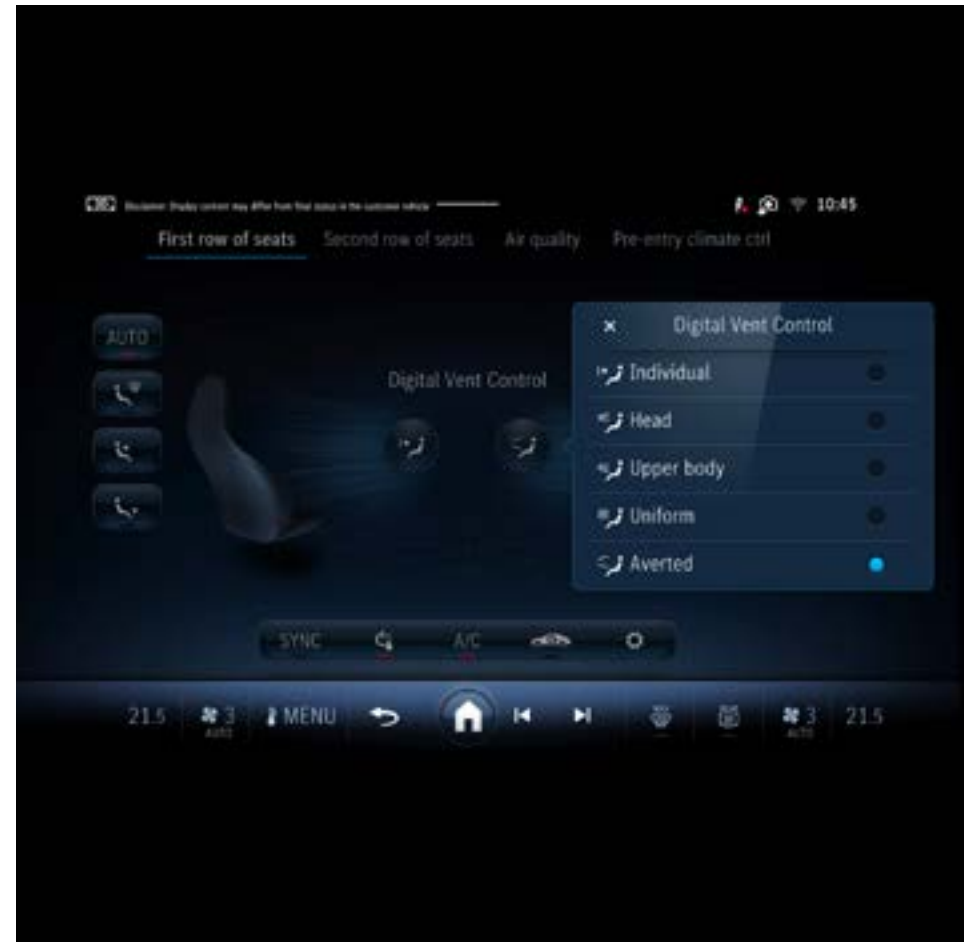 Disclaimer: Display content may differ from final status in the customer vehicle
10:45
First row of seats Second row of seats Air quality Pre-entry climate ctrl
AUTO
Digital Vent Control
Digital Vent Control
Individual
Head
Upper body
Uniform
Averted
SYNC A/C
21.5 3 AUTO MENU 3 AUTO 21.5